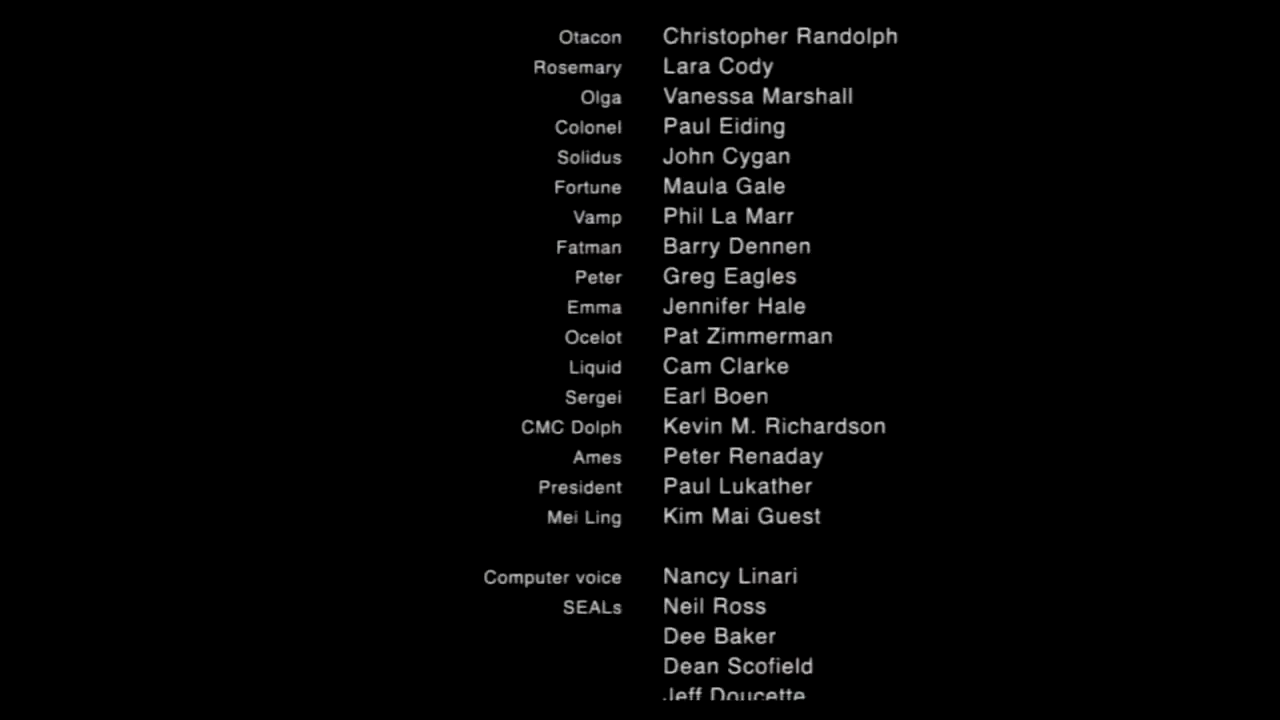 Otacon Christopher Randolph
Rosemary Lara Cody
Olga Vanessa Marshall
Colonel Paul Eiding
Solidus John Cygan
Fortune Maula Gale
Vamp Phil La Marr
Fatman Barry Dennen
Peter Greg Eagles
Emma Jennifer Hale
Ocelot Pat Zimmerman
Liquid Cam Clarke
Sergei Earl Boen
CMC Dolph Kevin M. Richardson
Ames Peter Renaday
President Paul Lukather
Mei Ling Kim Mai Guest
Computer voice Nancy Linari
SEALs Neil Ross
Dee Baker
Dean Scofield
Jeff Doucette